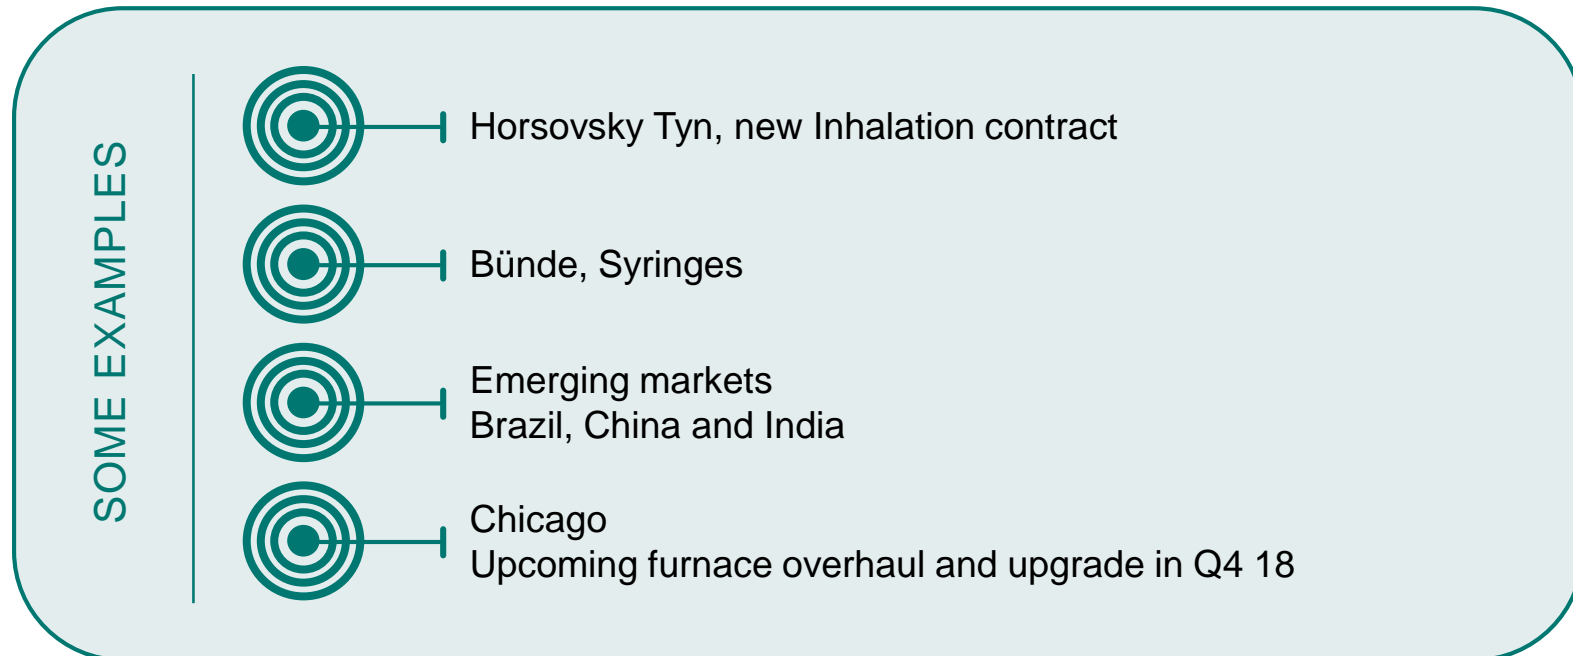 SOME EXAMPLES
Horsovsky Tyn, new Inhalation contract
Bünde, Syringes
Emerging markets
Brazil, China and India
Chicago
Upcoming furnace overhaul and upgrade in Q4 18